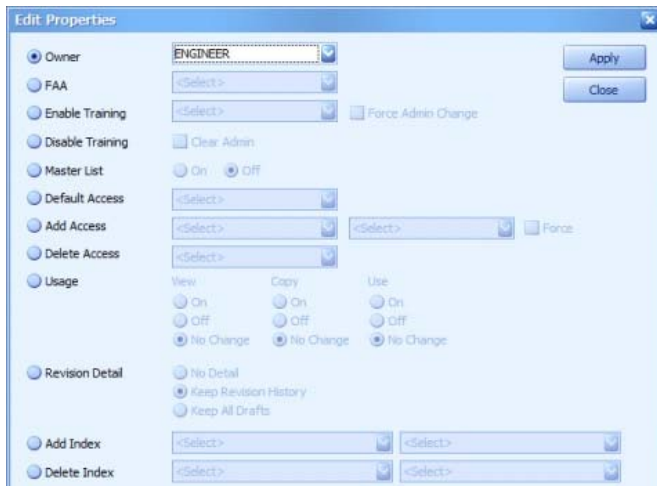 Edit Properties
Owner ENGINEER Apply
FAA <Select> Close
Enable Training <Select> Force Admin Change
Disable Training Clear Admin
Master List On Off
Default Access <Select>
Add Access <Select> <Select> Force
Delete Access <Select>
Usage View Copy Use
On On On
Off Off Off
No Change No Change No Change
Revision Detail No Detail
Keep Revision History
Keep All Drafts
Add Index <Select> <Select>
Delete Index <Select> <Select>